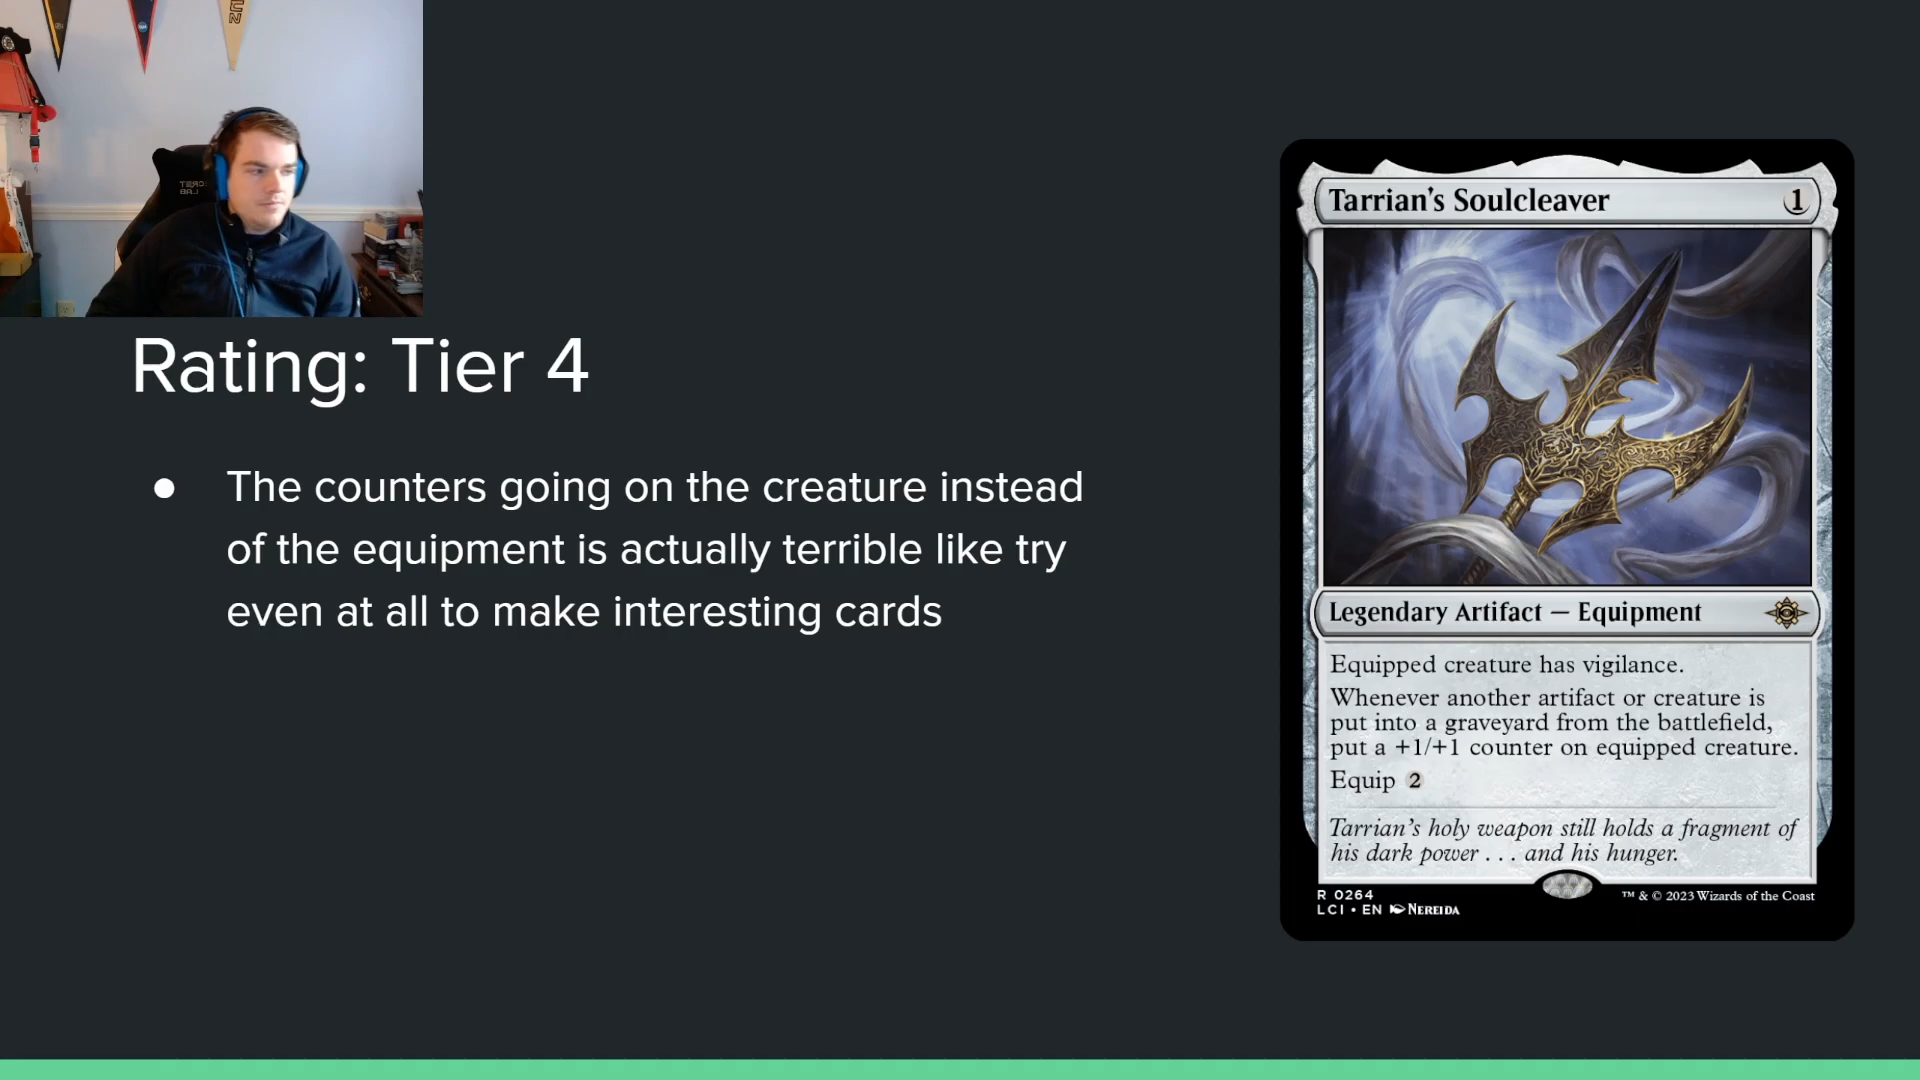 Rating: Tier 4
● The counters going on the creature instead
of the equipment is actually terrible like try
even at all to make interesting cards
Tarrian's Soulcleaver 1
Legendary Artifact — Equipment
Equipped creature has vigilance.
Whenever another artifact or creature is
put into a graveyard from the battlefield,
put a +1/+1 counter on equipped creature.
Equip 2
Tarrian's holy weapon still holds a fragment of
his dark power . . . and his hunger.
R 0264
LCI • EN NEREIDA
™ & © 2023 Wizards of the Coast